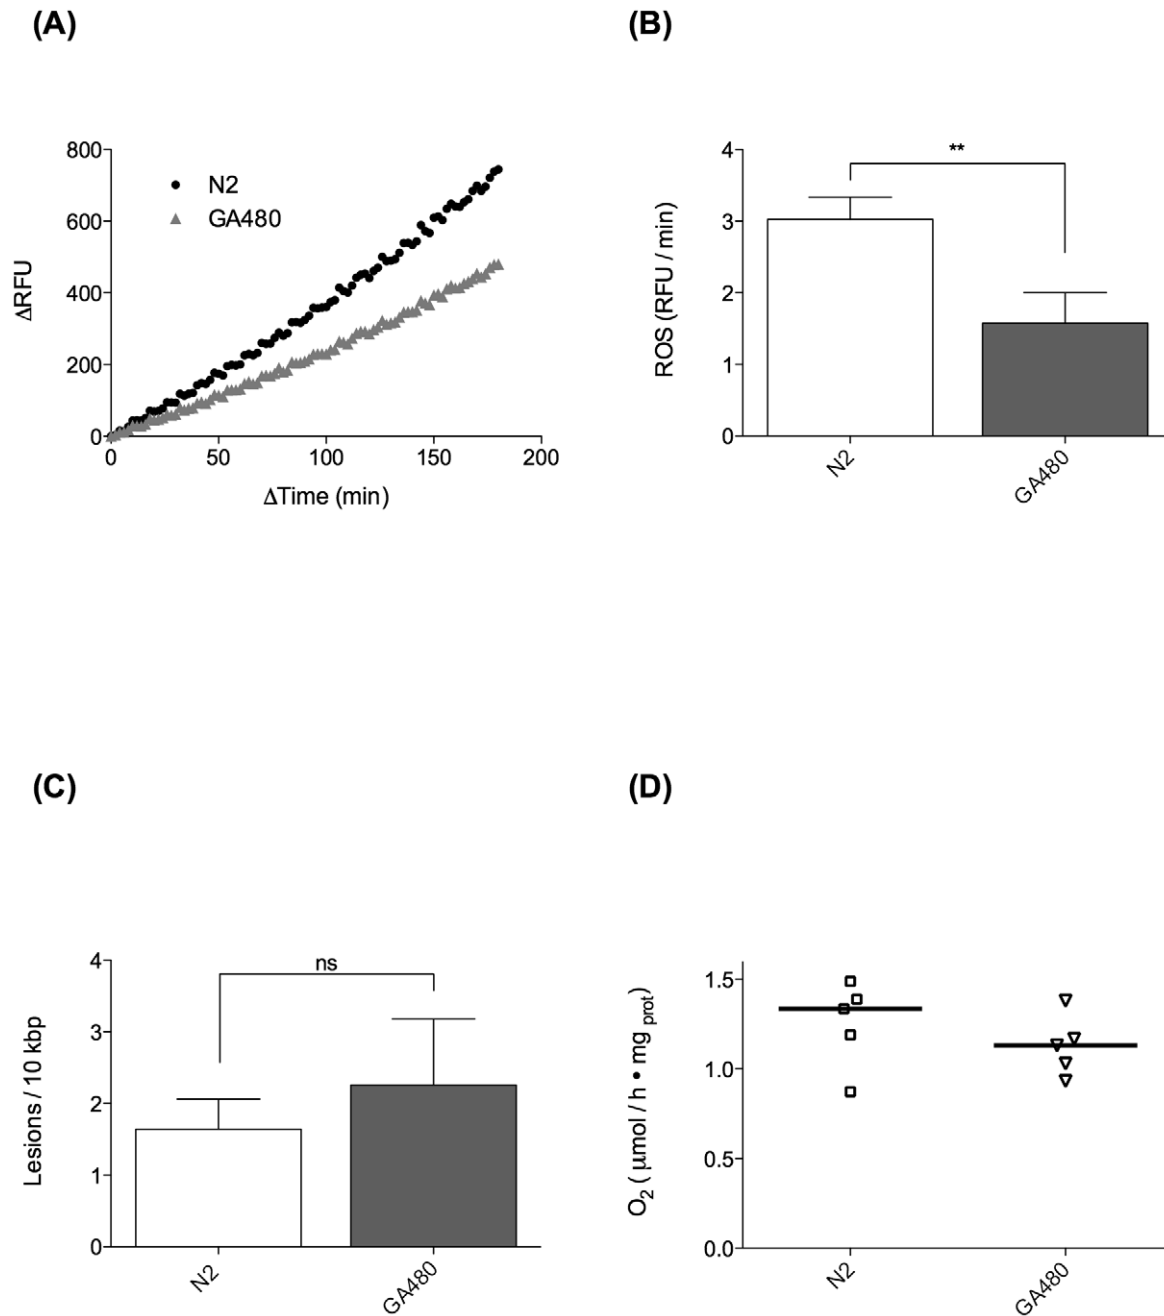 (A)
800
600
400
200
0
ΔRFU
N2
GA480
0 50 100 150 200
ΔTime (min)
(B)
4
3
2
1
0
ROS (RFU / min)
**
N2
GA480
(C)
4
3
2
1
0
Lesions / 10 kbp
ns
N2
GA480
(D)
1.5
1.0
0.5
0.0
O₂ ( μmol / h • mg prot)
N2
GA480